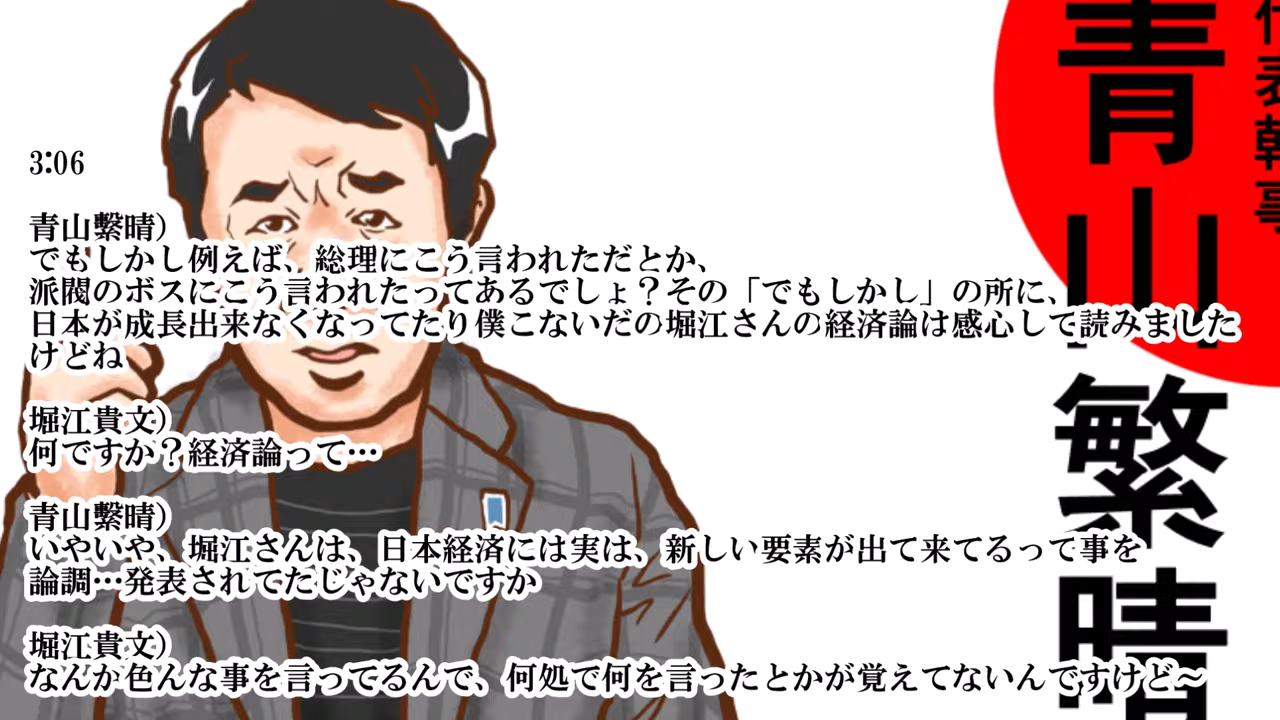 3:06
青山繋晴）
でもしかし例えば、総理にこう言われただとか、
派閥のボスにこう言われたってあるでしょ？その「でもしかし」の所に、
日本が成長出来なくなってたり僕こないだの堀江さんの経済論は感心して読みました
けどね
堀江貴文）
何ですか？経済論って…
青山繋晴）
いやいや、堀江さんは、日本経済には実は、新しい要素が出て来てるって事を
論調…発表されてたじゃないですか
堀江貴文）
なんか色んな事を言ってるんで、何処で何を言ったとかが覚えてないんですけど～
代表幹事
青山繁晴